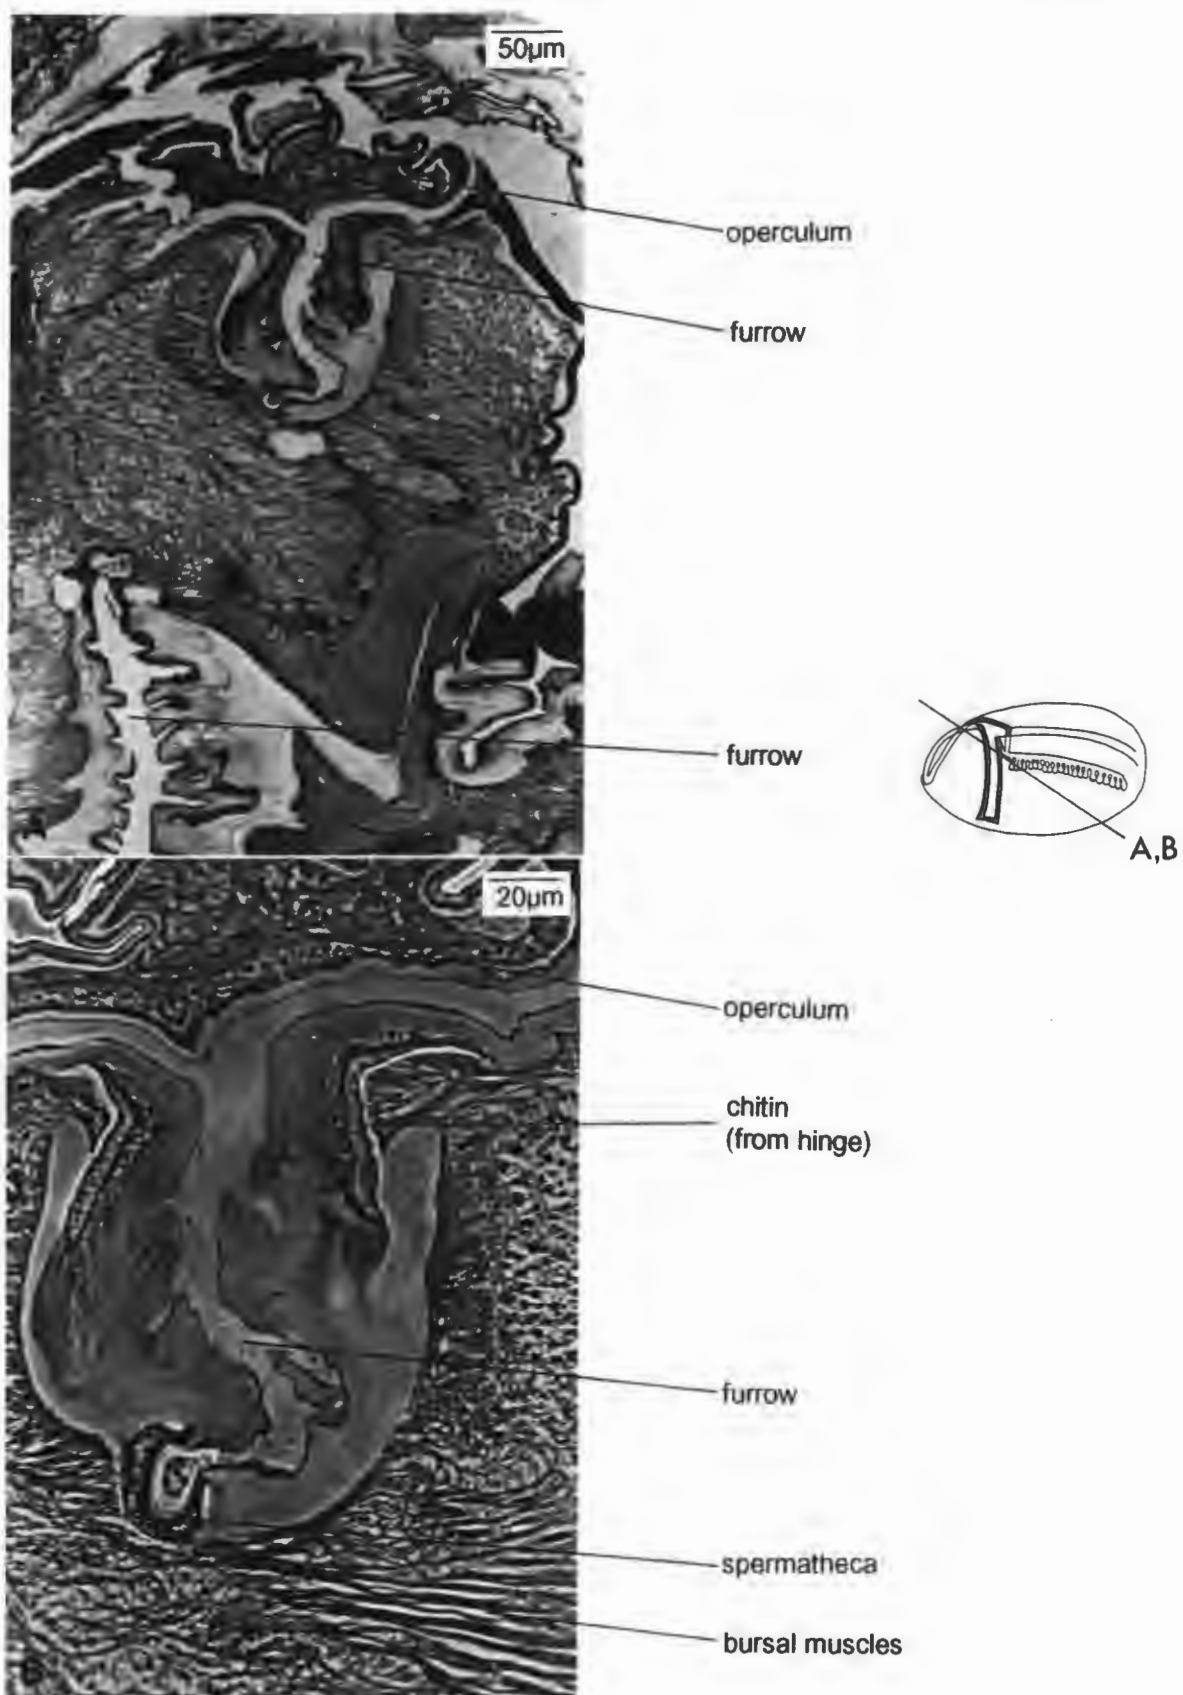 50µm
operculum
furrow
furrow
A,B
20µm
operculum
chitin
(from hinge)
furrow
spermatheca
bursal muscles